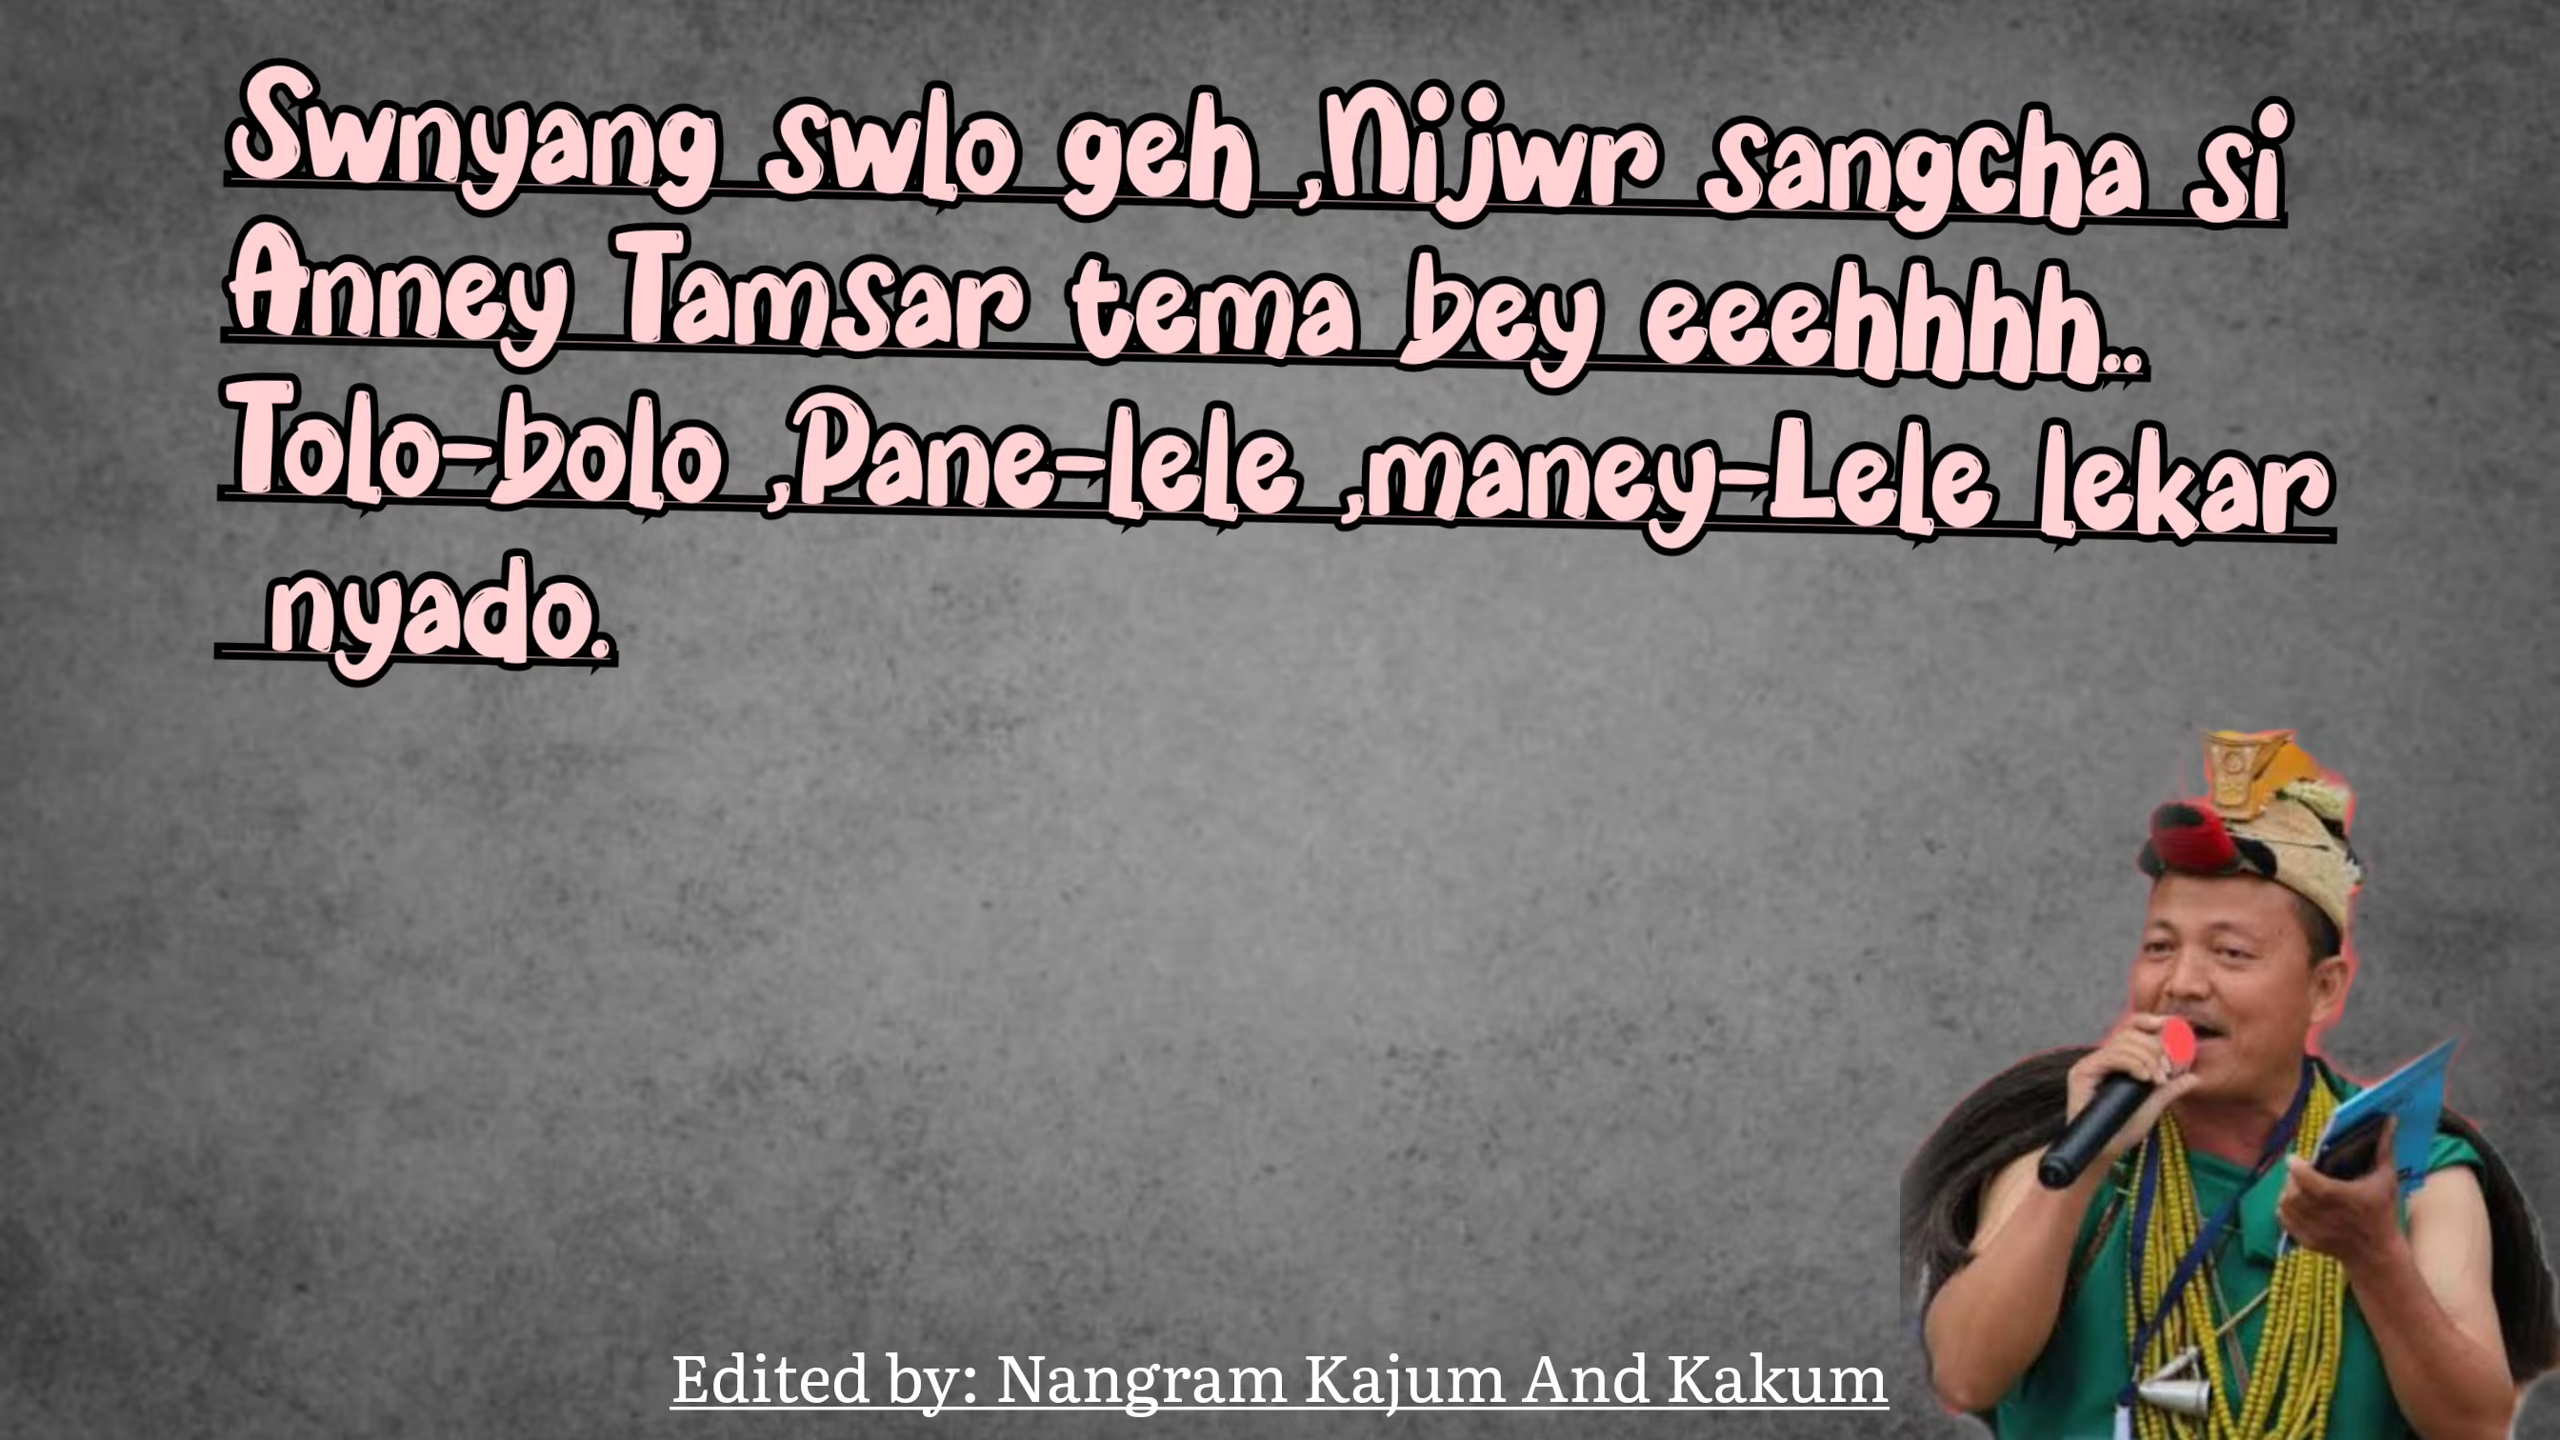 Swnyang swlo geh ,Nijwr sangcha si
Anney Tamsar tema bey eeehhhh..
Tolo-bolo ,Pane-lele ,maney-Lele lekar
nyado.
Edited by: Nangram Kajum And Kakum